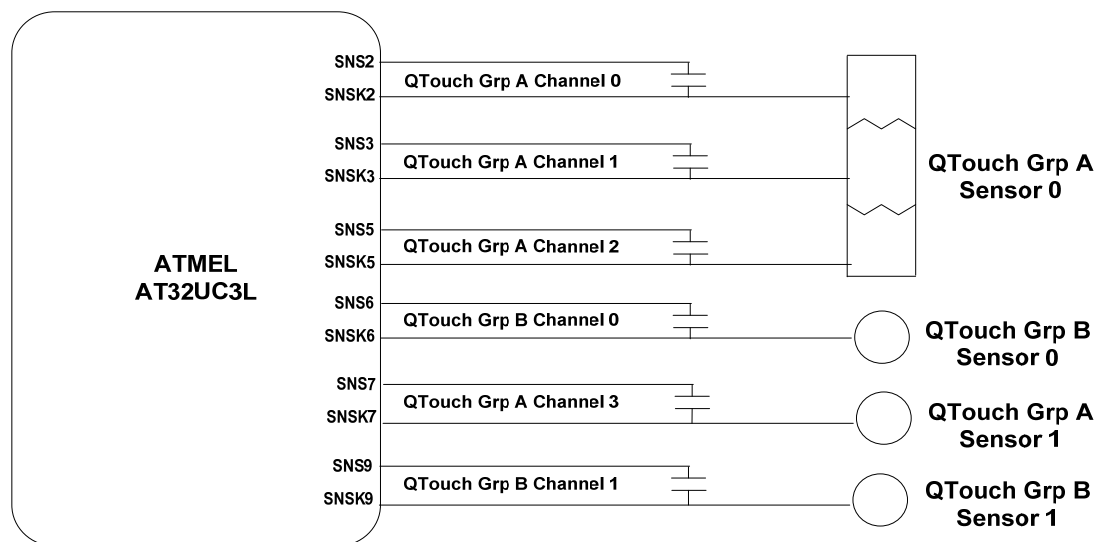 SNS2
QTouch Grp A Channel 0
SNSK2
SNS3
QTouch Grp A Channel 1
SNSK3
QTouch Grp A
Sensor 0
SNS5
QTouch Grp A Channel 2
SNSK5
ATMEL
AT32UC3L
SNS6
QTouch Grp B Channel 0
SNSK6
QTouch Grp B
Sensor 0
SNS7
QTouch Grp A Channel 3
SNSK7
QTouch Grp A
Sensor 1
SNS9
QTouch Grp B Channel 1
SNSK9
QTouch Grp B
Sensor 1